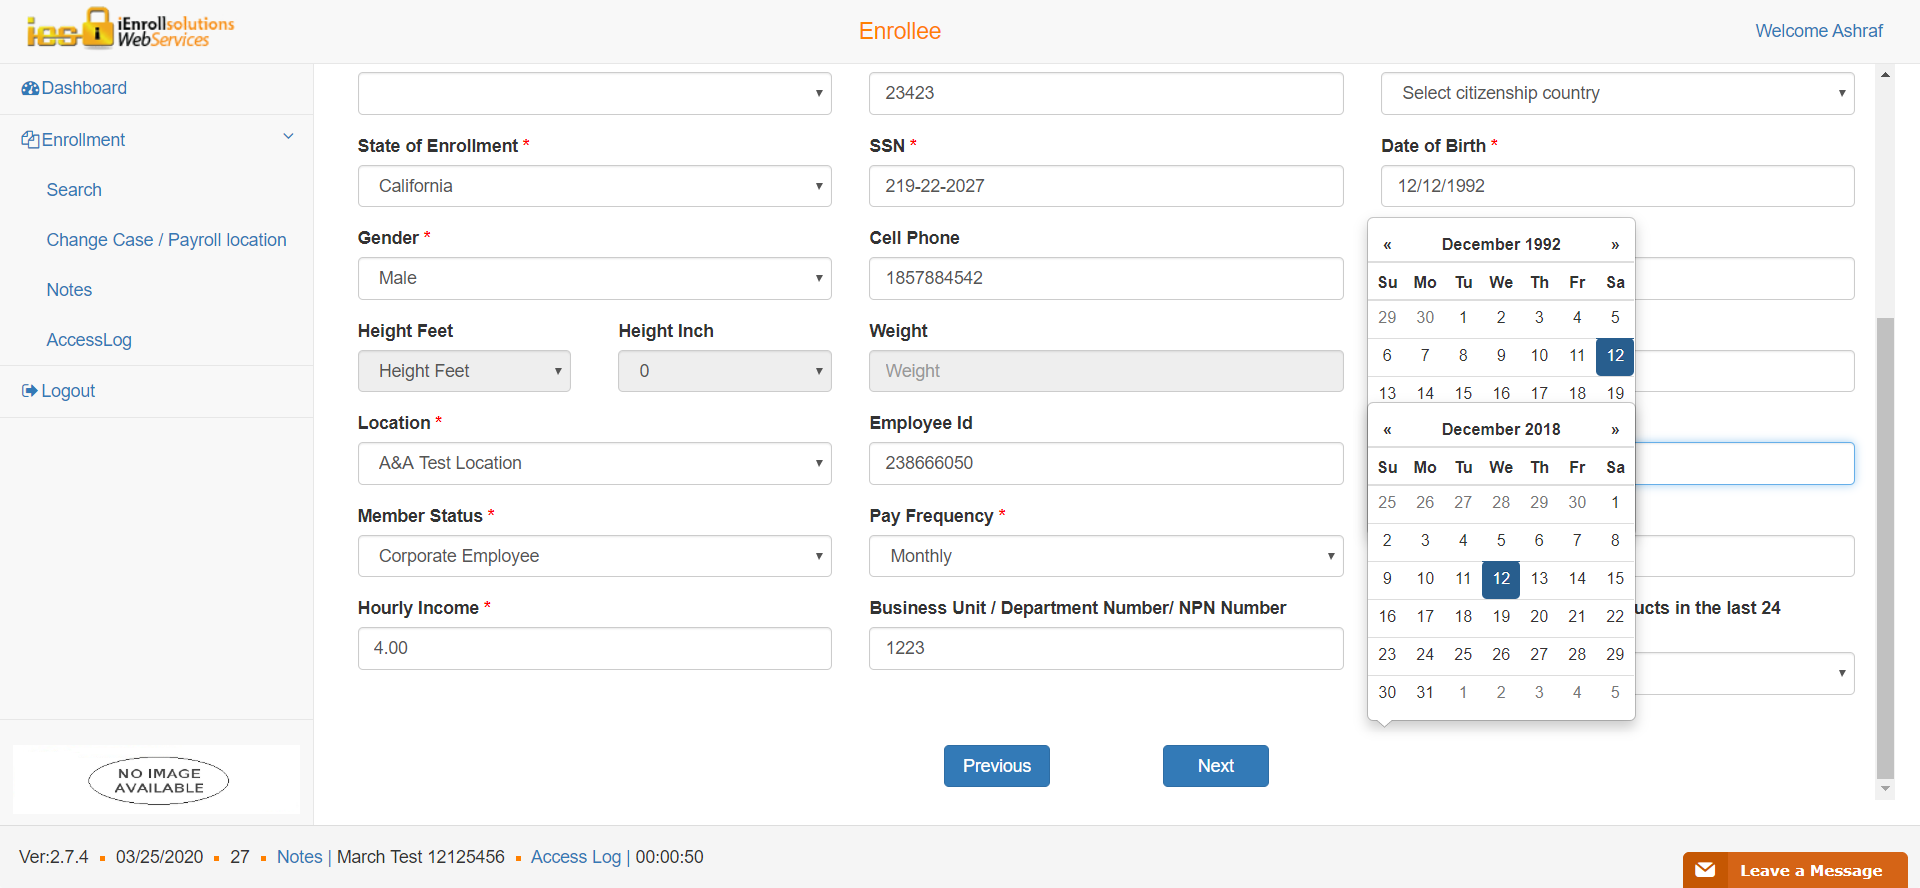 ies iEnrollsolutions
WebServices
Enrollee
Welcome Ashraf
Dashboard
Enrollment
Search
Change Case / Payroll location
Notes
AccessLog
Logout
NO IMAGE
AVAILABLE
23423
Select citizenship country
State of Enrollment *
SSN *
Date of Birth *
California
219-22-2027
12/12/1992
Gender *
Cell Phone
Male
1857884542
Height Feet
Height Inch
Weight
Height Feet
0
Weight
Location *
Employee Id
A&A Test Location
238666050
Member Status *
Pay Frequency *
Corporate Employee
Monthly
Hourly Income *
Business Unit / Department Number/ NPN Number
ucts in the last 24
4.00
1223
« December 1992 »
Su Mo Tu We Th Fr Sa
29 30 1 2 3 4 5
6 7 8 9 10 11 12
13 14 15 16 17 18 19
« December 2018 »
Su Mo Tu We Th Fr Sa
25 26 27 28 29 30 1
2 3 4 5 6 7 8
9 10 11 12 13 14 15
16 17 18 19 20 21 22
23 24 25 26 27 28 29
30 31 1 2 3 4 5
Previous
Next
Ver:2.7.4 03/25/2020 27 Notes | March Test 12125456 Access Log | 00:00:50
Leave a Message